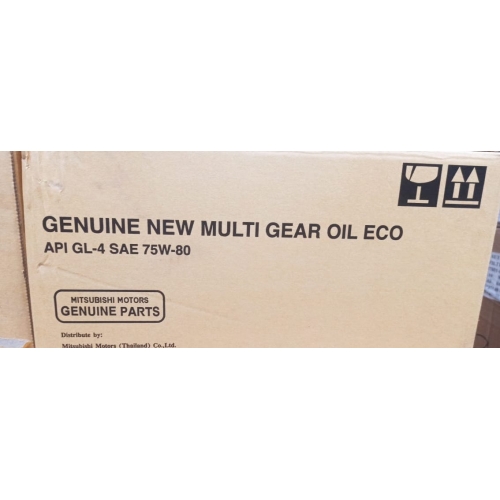 GENUINE NEW MULTI GEAR OIL ECO
API GL-4 SAE 75W-80
MITSUBISHI MOTORS
GENUINE PARTS
Distribute by:
Mitsubishi Motors (Thailand) Co.,Ltd.